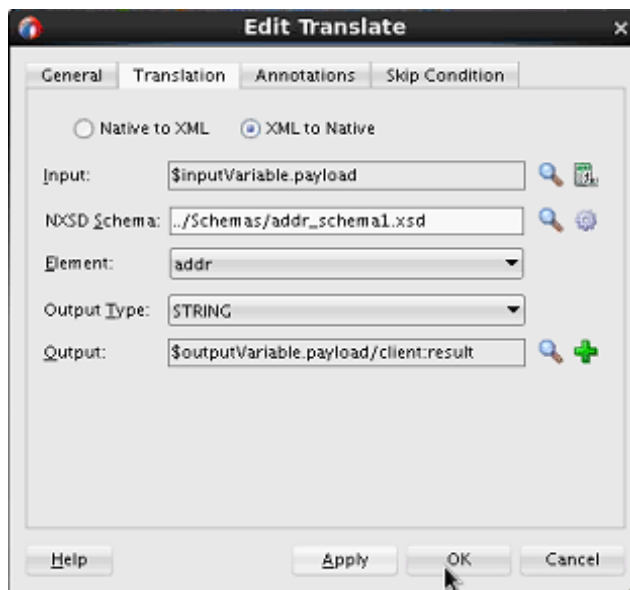 Edit Translate
General Translation Annotations Skip Condition
Native to XML XML to Native
Input: $inputVariable.payload
NXSD Schema: ../Schemas/addr_schema1.xsd
Element: addr
Output Type: STRING
Output: $outputVariable.payload/client:result
Help Apply OK Cancel